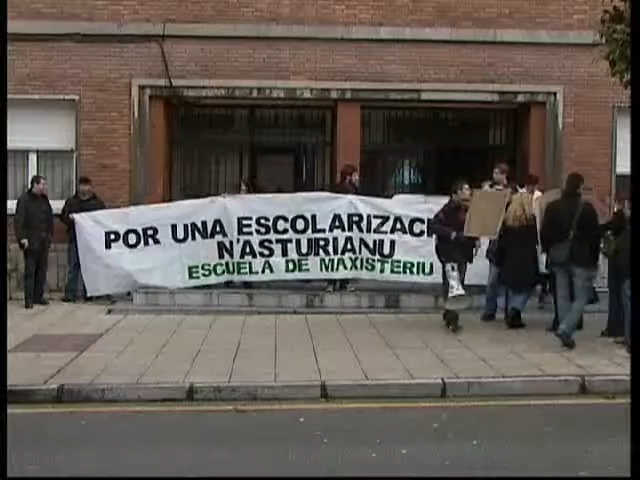 POR UNA ESCOLARIZAC
N'ASTURIANU
ESCUELA DE MAXISTERIU